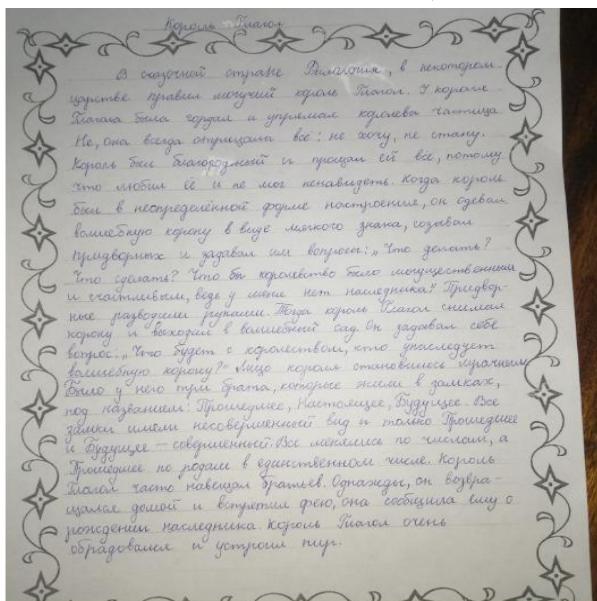 Король Глагол
В сказочной стране Филология, в некотором
царстве правил могучий король Глагол. У короля
Глагола была гордая и упрямая королева частица
Не, она всегда отрицала всё: не хочу, не стану.
Король был благородный и прощал ей всё, потому
что любил её и не мог ненавидеть. Когда король
был в неопределённой форме настроения, он одевал
волшебную корону в виде мягкого знака, созывал
придворных и задавал им вопросы: „Что делать?
Что сделать? Что бы королевство было могущественным
и счастливым, ведь у меня нет наследника!" Придвор-
ные разводили руками. Тогда король Глагол снимал
корону и выходил в волшебный сад. Он задавал себе
вопрос: „Что будет с королевством, кто унаследует
волшебную корону?" Лицо короля становилось мрачным.
Было у него три брата, которые жили в замках,
под названием: Прошедшее, Настоящее, Будущее. Все
замки имели несовершенный вид и только Прошедшее
и Будущее – совершенный. Все менялись по числам, а
Прошедшее по родам в единственном числе. Король
Глагол часто навещал братьев. Однажды, он возвра-
щался домой и встретил фею, она сообщила ему о
рождении наследника. Король Глагол очень
обрадовался и устроил пир.